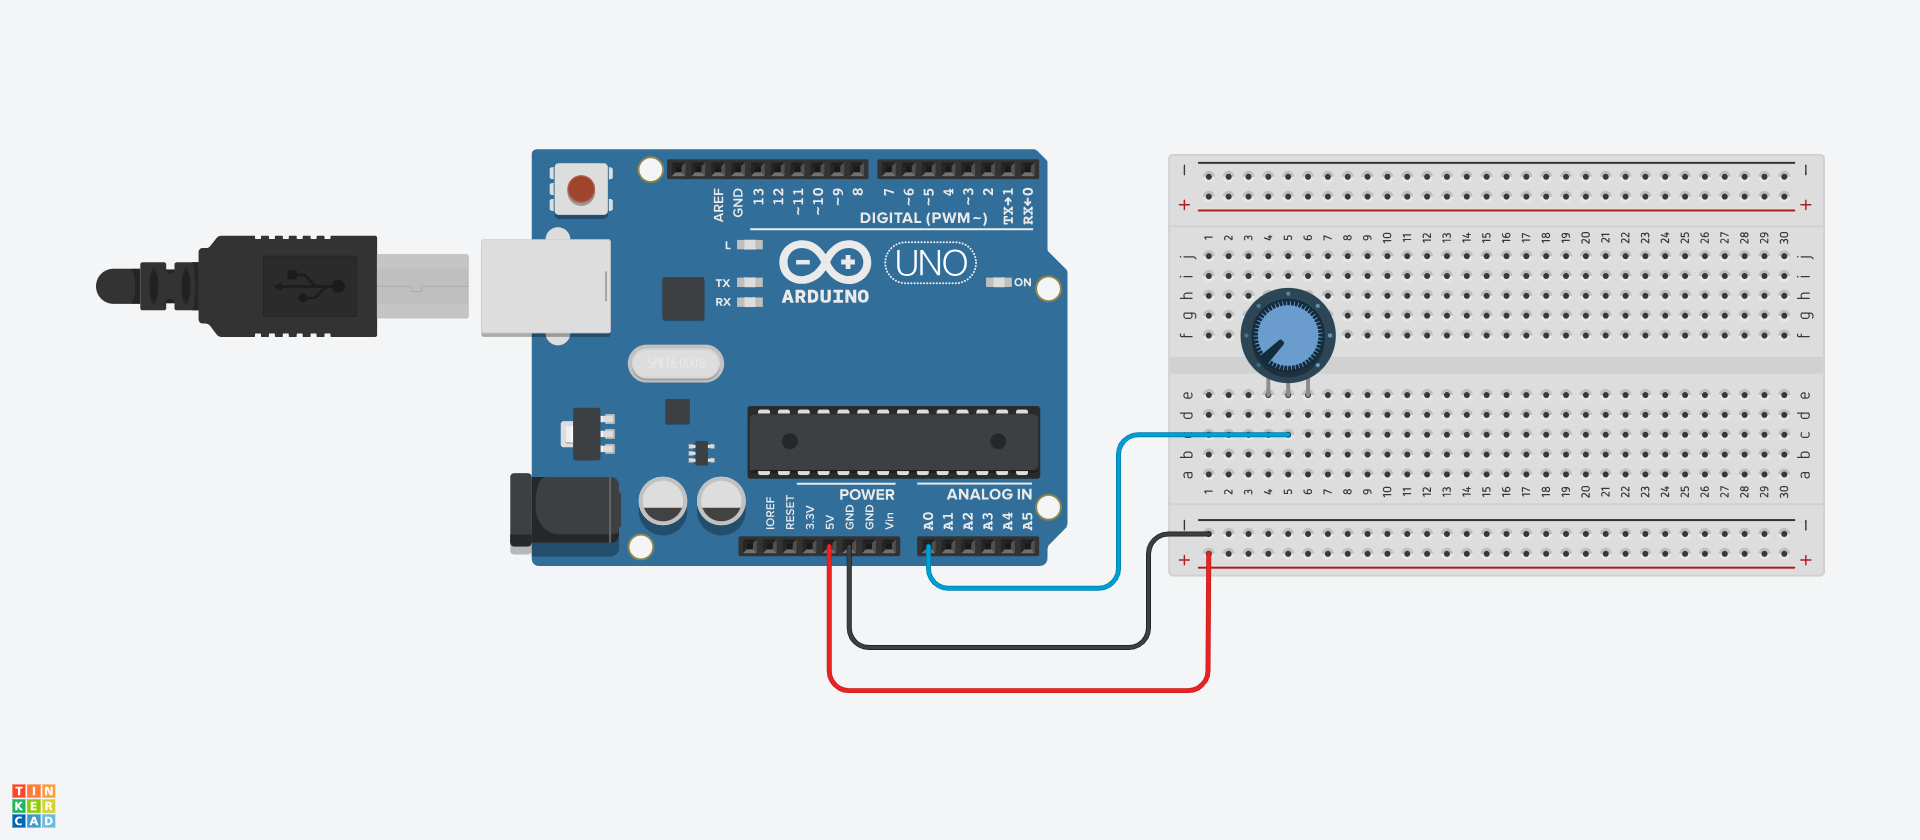 AREF
GND
13
12
~11
~10
~9
8
7
~6
~5
4
~3
2
TX→1
RX←0
DIGITAL (PWM~)
L
TX
RX
ARDUINO
UNO
ON
SPK16.000G
POWER
ANALOG IN
IOREF
RESET
3.3V
5V
GND
GND
Vin
A0
A1
A2
A3
A4
A5
− −
+ +
1 2 3 4 5 6 7 8 9 10 11 12 13 14 15 16 17 18 19 20 21 22 23 24 25 26 27 28 29 30
j j
i i
h h
g g
f f
e e
d d
c
b b
a a
1 2 3 4 5 6 7 8 9 10 11 12 13 14 15 16 17 18 19 20 21 22 23 24 25 26 27 28 29 30
− −
+ +
TIN
KER
CAD